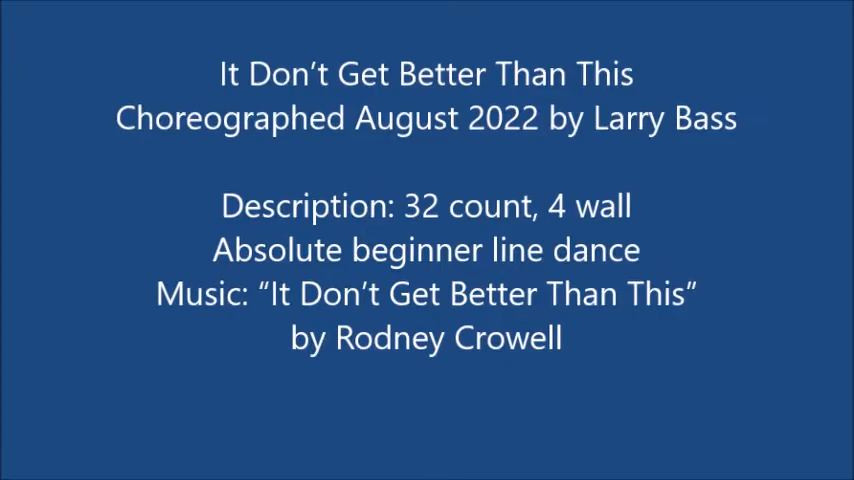 It Don’t Get Better Than This
Choreographed August 2022 by Larry Bass
Description: 32 count, 4 wall
Absolute beginner line dance
Music: “It Don’t Get Better Than This”
by Rodney Crowell